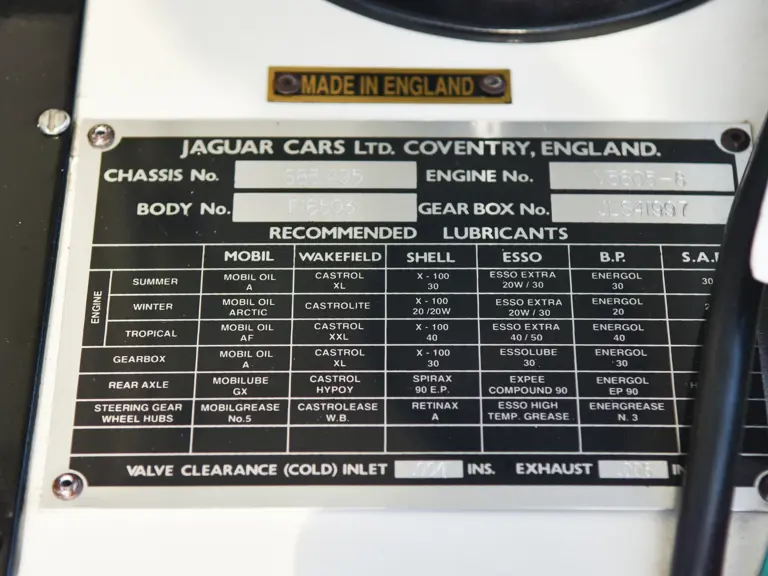 MADE IN ENGLAND
JAGUAR CARS LTD. COVENTRY, ENGLAND.
CHASSIS No. ENGINE No. V5605-8
BODY No. GEAR BOX No. JLS41997
RECOMMENDED LUBRICANTS
MOBIL WAKEFIELD SHELL ESSO B.P.
ENGINE
SUMMER MOBIL OIL A CASTROL XL X - 100 30 ESSO EXTRA 20W / 30 ENERGOL 30
WINTER MOBIL OIL ARCTIC CASTROLITE X - 100 20 /20W ESSO EXTRA 20W / 30 ENERGOL 20
TROPICAL MOBIL OIL AF CASTROL XXL X - 100 40 ESSO EXTRA 40 / 50 ENERGOL 40
GEARBOX MOBIL OIL A CASTROL XL X - 100 30 ESSOLUBE 30 ENERGOL 30
REAR AXLE MOBILUBE GX CASTROL HYPOY SPIRAX 90 E.P. EXPEE COMPOUND 90 ENERGOL EP 90
STEERING GEAR WHEEL HUBS MOBILGREASE No.5 CASTROLEASE W.B. RETINAX A ESSO HIGH TEMP. GREASE ENERGREASE N. 3
VALVE CLEARANCE (COLD) INLET INS. EXHAUST